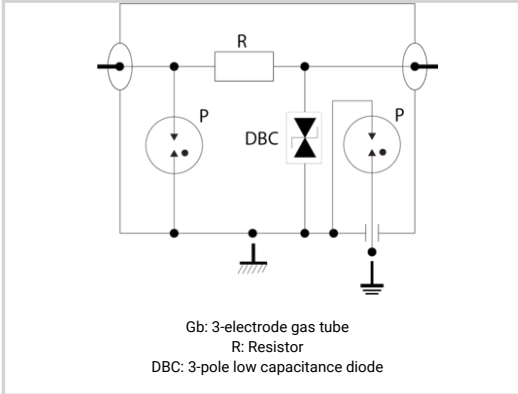 R
P
DBC
P
Gb: 3-electrode gas tube
R: Resistor
DBC: 3-pole low capacitance diode